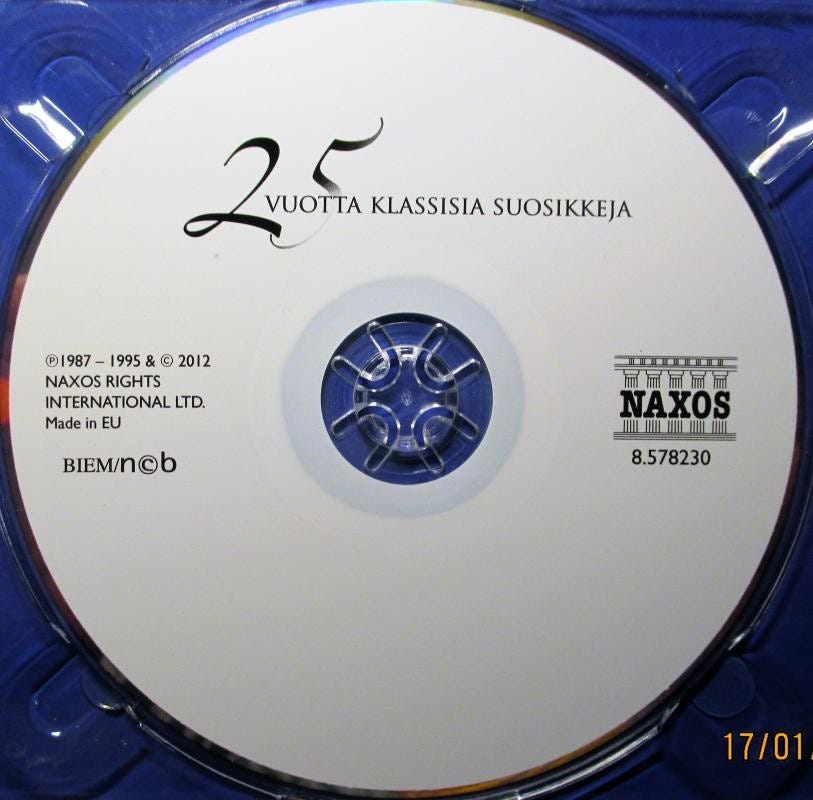 25 VUOTTA KLASSISIA SUOSIKKEJA
℗1987 – 1995 & © 2012
NAXOS RIGHTS
INTERNATIONAL LTD.
Made in EU
BIEM/n©b
NAXOS
8.578230
17/01/